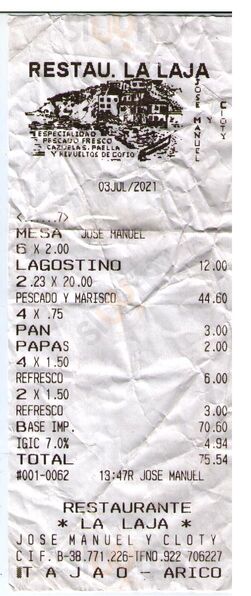 RESTAU. LA LAJA
JOSE MANUEL
CLOTY
ESPECIALIDAD
PESCADO FRESCO
CAZUELAS, PAELLA
Y REVUELTOS DE GOFIO
03JUL/2021
<......?>
MESA JOSE MANUEL
6 X 2.00
LAGOSTINO 12.00
2.23 X 20.00
PESCADO Y MARISCO 44.60
4 X .75
PAN 3.00
PAPAS 2.00
4 X 1.50
REFRESCO 6.00
2 X 1.50
REFRESCO 3.00
BASE IMP. 70.60
IGIC 7.0% 4.94
TOTAL 75.54
#001-0062 13:47R JOSE MANUEL
RESTAURANTE
* LA LAJA *
JOSE MANUEL Y CLOTY
CIF. B-38.771.226-TFNO.922 706227
TAJAO- ARICO